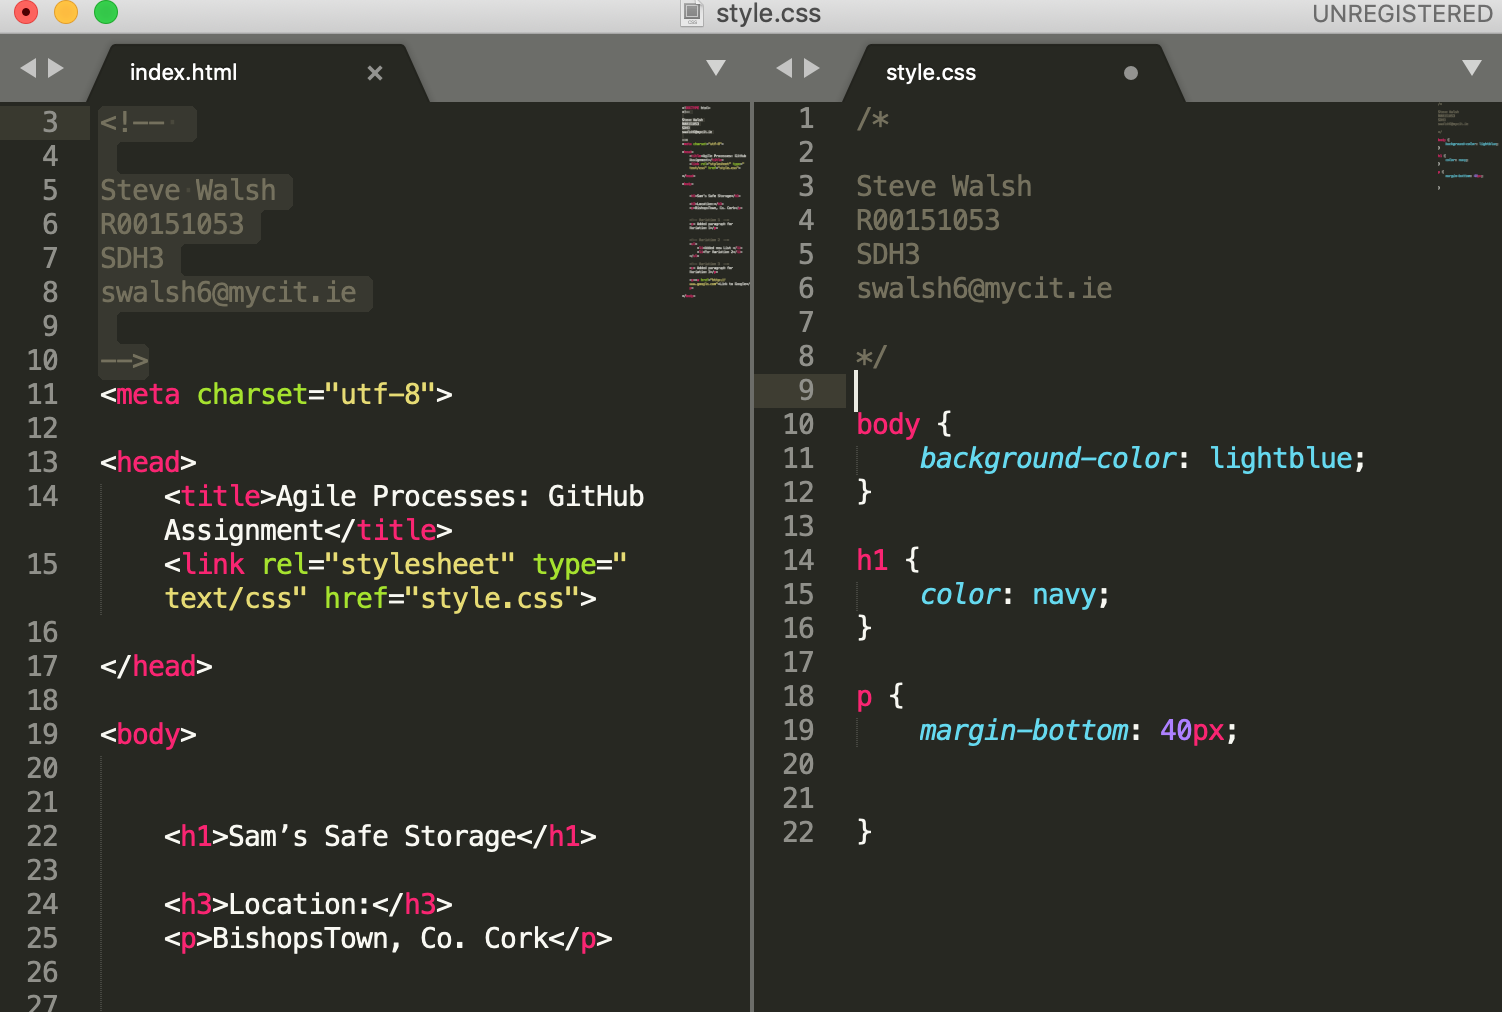 style.css
UNREGISTERED
index.html
3 <!--
4
5 Steve Walsh
6 R00151053
7 SDH3
8 swalsh6@mycit.ie
9
10 -->
11 <meta charset="utf-8">
12
13 <head>
14 <title>Agile Processes: GitHub
Assignment</title>
15 <link rel="stylesheet" type="
text/css" href="style.css">
16
17 </head>
18
19 <body>
20
21
22 <h1>Sam’s Safe Storage</h1>
23
24 <h3>Location:</h3>
25 <p>BishopsTown, Co. Cork</p>
26
27
style.css
1 /*
2
3 Steve Walsh
4 R00151053
5 SDH3
6 swalsh6@mycit.ie
7
8 */
9
10 body {
11 background-color: lightblue;
12 }
13
14 h1 {
15 color: navy;
16 }
17
18 p {
19 margin-bottom: 40px;
20
21
22 }